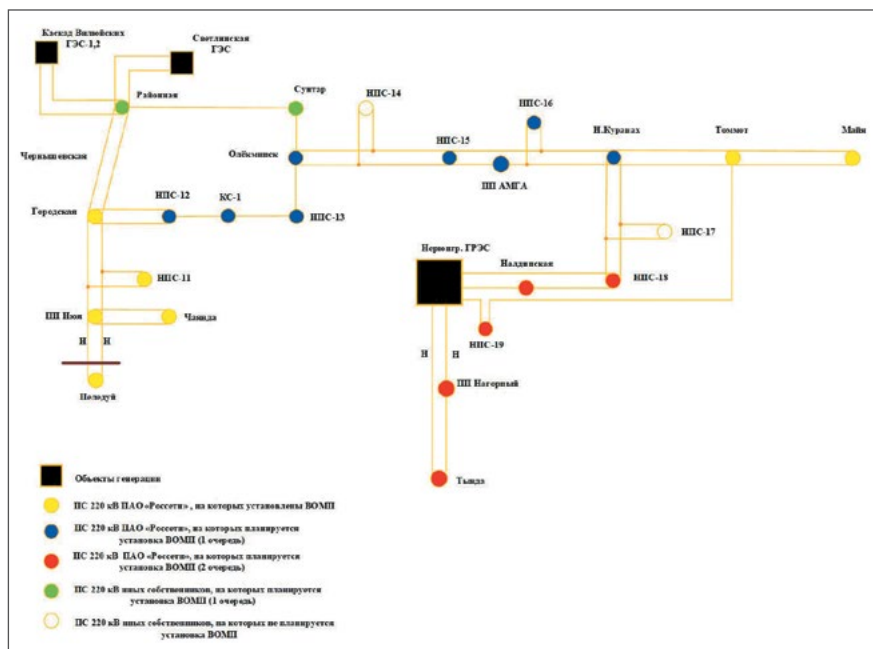 Каскад Вилюйских
ГЭС-1,2
Светлинская
ГЭС
Районная
Сунтар
НПС-14
НПС-16
НПС-15
Н.Куранах
Томмот
Майя
Чернышевская
Олёкминск
ПП АМГА
НПС-12
КС-1
Городская
НПС-13
НПС-17
Нерюнгр. ГРЭС
Налдинская
НПС-18
НПС-11
ПП Нюя
Чаянда
НПС-19
Н Н
Н Н
ПП Нагорный
Пеледуй
Тында
Объекты генерации
ПС 220 кВ ПАО «Россети» , на которых установлены ВОМП
ПС 220 кВ ПАО «Россети», на которых планируется
установка ВОМП (1 очередь)
ПС 220 кВ ПАО «Россети», на которых планируется
установка ВОМП (2 очередь)
ПС 220 кВ иных собственников, на которых планируется
установка ВОМП (1 очередь)
ПС 220 кВ иных собственников, на которых не планируется
установка ВОМП